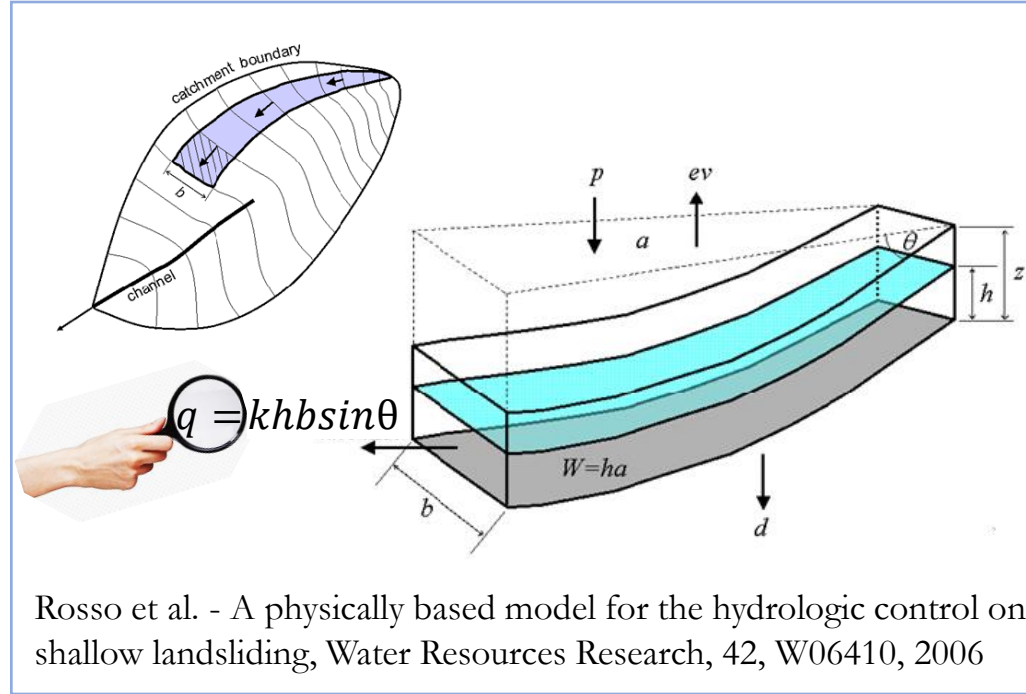 catchment boundary
b
channel
p
ev
a
θ
z
h
q =khbsinθ
W=ha
b
d
Rosso et al. - A physically based model for the hydrologic control on
shallow landsliding, Water Resources Research, 42, W06410, 2006